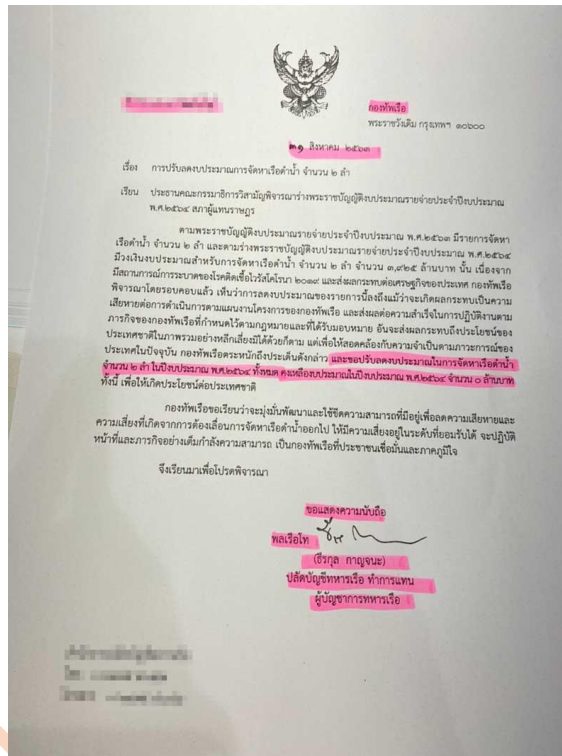 กองทัพเรือ
พระราชวังเดิม กรุงเทพฯ ๑๐๖๐๐
๓๑ สิงหาคม ๒๕๖๓
เรื่อง การปรับลดงบประมาณการจัดหาเรือดำน้ำ จำนวน ๒ ลำ
เรียน ประธานคณะกรรมาธิการวิสามัญพิจารณาร่างพระราชบัญญัติงบประมาณรายจ่ายประจำปีงบประมาณ
พ.ศ.๒๕๖๔ สภาผู้แทนราษฎร
ตามพระราชบัญญัติงบประมาณรายจ่ายประจำปีงบประมาณ พ.ศ.๒๕๖๓ มีรายการจัดหา
เรือดำน้ำ จำนวน ๒ ลำ และตามร่างพระราชบัญญัติงบประมาณรายจ่ายประจำปีงบประมาณ พ.ศ.๒๕๖๔
มีวงเงินงบประมาณสำหรับการจัดหาเรือดำน้ำ จำนวน ๒ ลำ จำนวน ๓,๙๒๕ ล้านบาท นั้น เนื่องจาก
มีสถานการณ์การระบาดของโรคติดเชื้อไวรัสโคโรนา ๒๐๑๙ และส่งผลกระทบต่อเศรษฐกิจของประเทศ กองทัพเรือ
พิจารณาโดยรอบคอบแล้ว เห็นว่าการลดงบประมาณของรายการนี้ลงถึงแม้ว่าจะเกิดผลกระทบเป็นความ
เสียหายต่อการดำเนินการตามแผนงานโครงการของกองทัพเรือ และส่งผลต่อความสำเร็จในการปฏิบัติงานตาม
ภารกิจของกองทัพเรือที่กำหนดไว้ตามกฎหมายและที่ได้รับมอบหมาย อันจะส่งผลกระทบถึงประโยชน์ของ
ประเทศชาติในภาพรวมอย่างหลีกเลี่ยงมิได้ด้วยก็ตาม แต่เพื่อให้สอดคล้องกับความจำเป็นตามภาวะการณ์ของ
ประเทศในปัจจุบัน กองทัพเรือตระหนักถึงประเด็นดังกล่าว และขอปรับลดงบประมาณในการจัดหาเรือดำน้ำ
จำนวน ๒ ลำ ในปีงบประมาณ พ.ศ.๒๕๖๔ ทั้งหมด คงเหลืองบประมาณในปีงบประมาณ พ.ศ.๒๕๖๔ จำนวน ๐ ล้านบาท
ทั้งนี้ เพื่อให้เกิดประโยชน์ต่อประเทศชาติ
กองทัพเรือขอเรียนว่าจะมุ่งมั่นพัฒนาและใช้ขีดความสามารถที่มีอยู่เพื่อลดความเสียหายและ
ความเสี่ยงที่เกิดจากการต้องเลื่อนการจัดหาเรือดำน้ำออกไป ให้มีความเสี่ยงอยู่ในระดับที่ยอมรับได้ จะปฏิบัติ
หน้าที่และภารกิจอย่างเต็มกำลังความสามารถ เป็นกองทัพเรือที่ประชาชนเชื่อมั่นและภาคภูมิใจ
จึงเรียนมาเพื่อโปรดพิจารณา
ขอแสดงความนับถือ
พลเรือโท
(ธีรกุล กาญจนะ)
ปลัดบัญชีทหารเรือ ทำการแทน
ผู้บัญชาการทหารเรือ